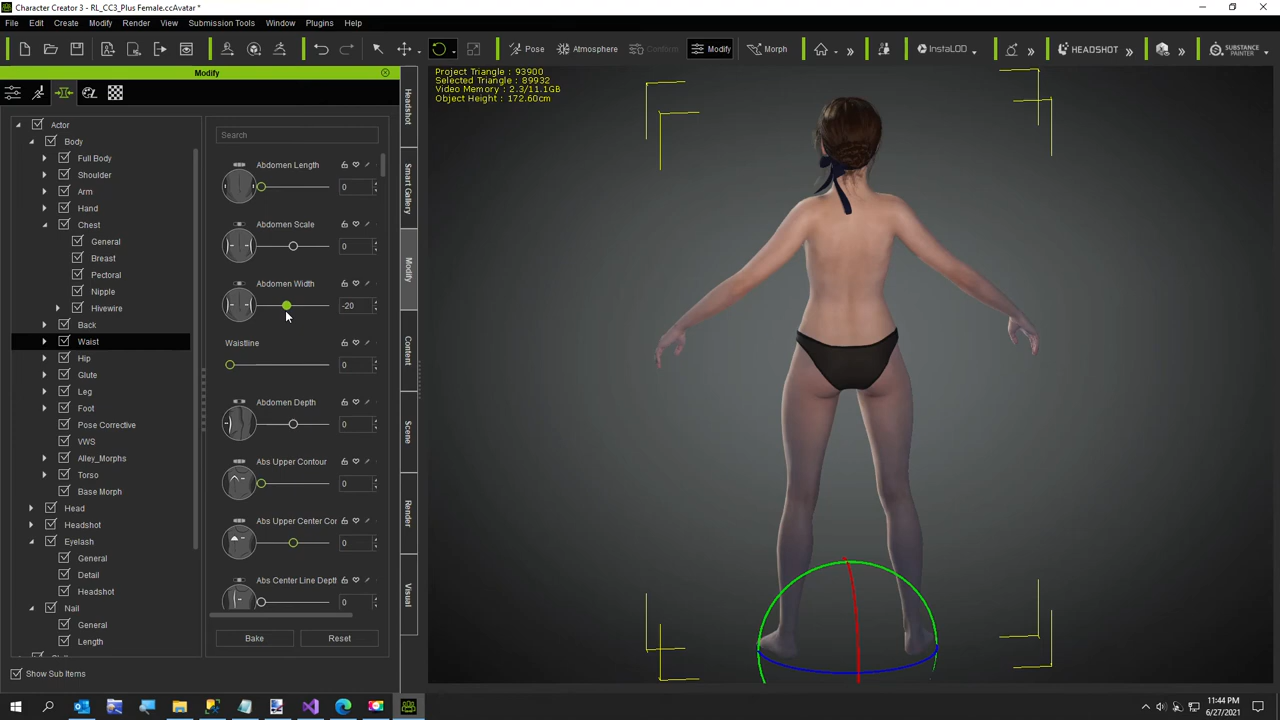 Character Creator 3 - RL_CC3_Plus Female.ccAvatar *
File Edit Create Modify Render Submission Tools Window Plugins Help
Pose Atmosphere Conform Modify Morph InstaLOD HEADSHOT SUBSTANCE PAINTER
Modify
Project Triangle : 93900
Selected Triangle : 89932
Video Memory : 2.3/11.1GB
Object Height : 172.60cm
Actor
Body
Full Body
Shoulder
Arm
Hand
Chest
General
Breast
Pectoral
Nipple
Hivewire
Back
Waist
Hip
Glute
Leg
Foot
Pose Corrective
VWS
Alley_Morphs
Torso
Base Morph
Head
Headshot
Eyelash
General
Detail
Headshot
Nail
General
Length
Show Sub Items
Search
Abdomen Length
0
Abdomen Scale
0
Abdomen Width
-20
Waistline
0
Abdomen Depth
0
Abs Upper Contour
0
Abs Upper Center Cor
0
Abs Center Line Depth
0
Bake Reset
Headshot
Smart Gallery
Modify
Content
Scene
Render
Visual
11:44 PM
6/27/2021